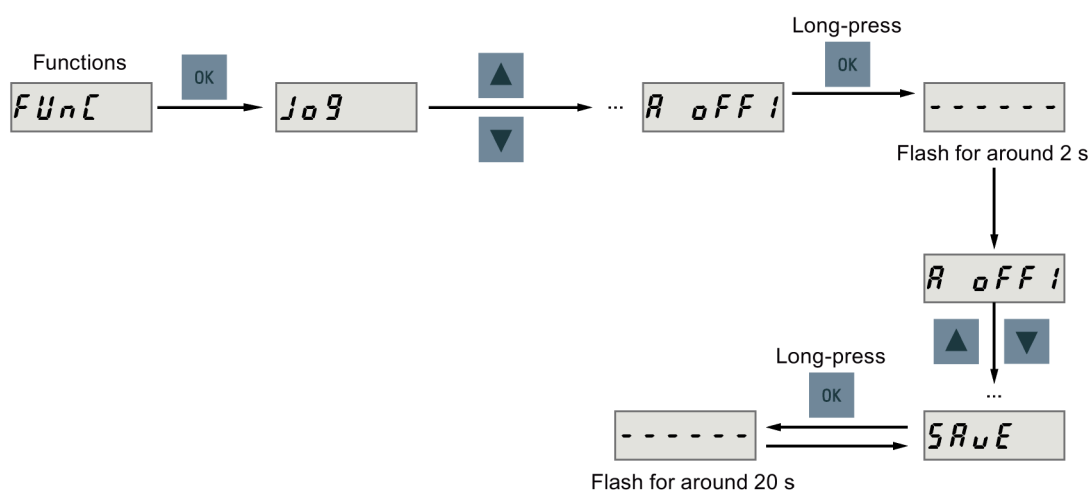 Long-press
Functions
OK
OK
FUnC
Jog
...
A oFF1
------
Flash for around 2 s
A oFF1
Long-press
...
OK
------
SAvE
Flash for around 20 s